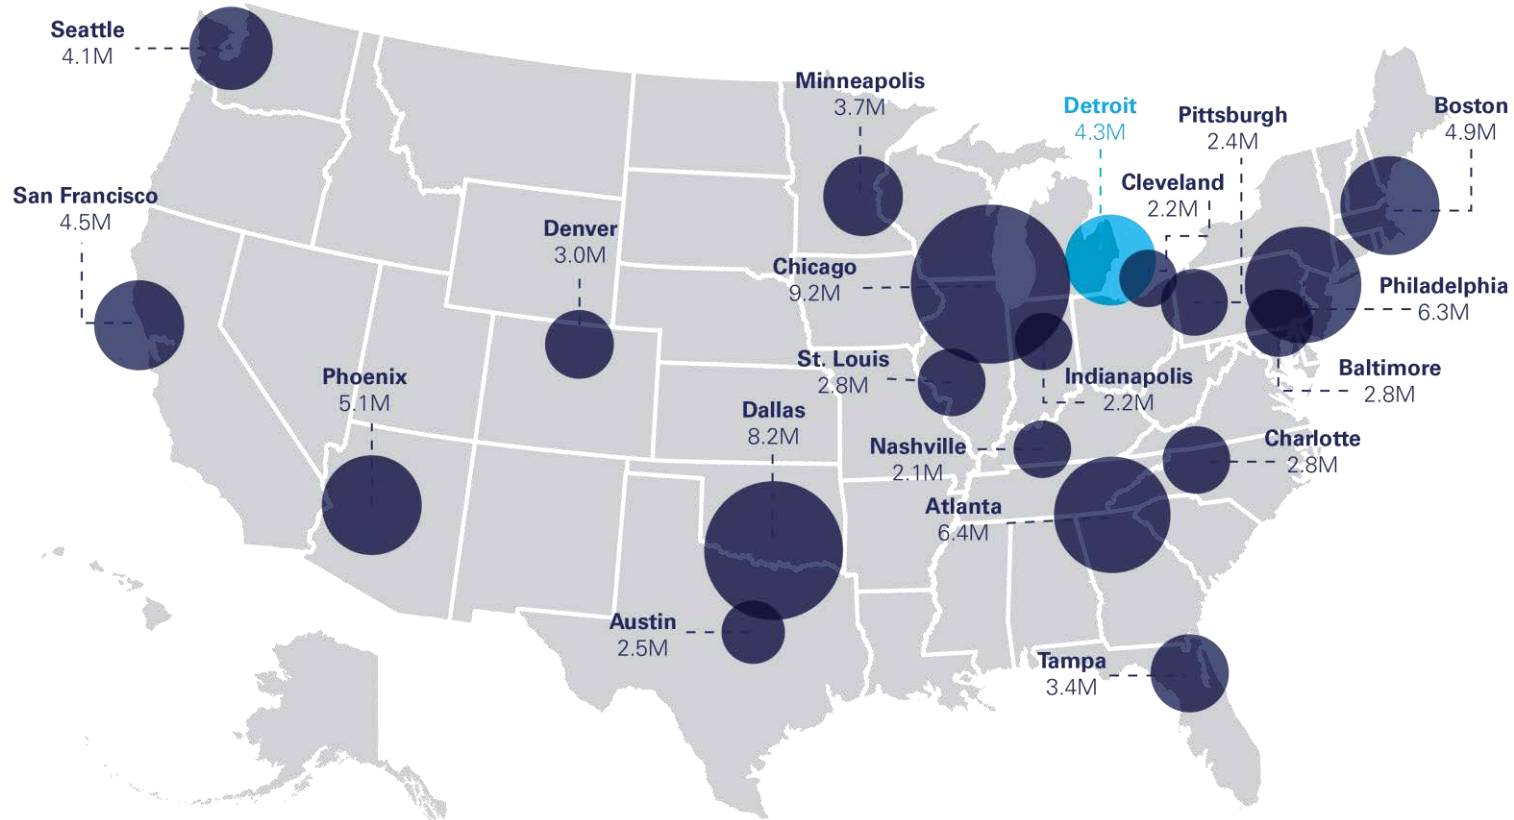 Seattle
4.1M
Minneapolis
3.7M
Detroit
4.3M
Pittsburgh
2.4M
Boston
4.9M
San Francisco
4.5M
Cleveland
2.2M
Denver
3.0M
Chicago
9.2M
Philadelphia
6.3M
St. Louis
2.8M
Indianapolis
2.2M
Baltimore
2.8M
Phoenix
5.1M
Dallas
8.2M
Nashville
2.1M
Charlotte
2.8M
Atlanta
6.4M
Austin
2.5M
Tampa
3.4M